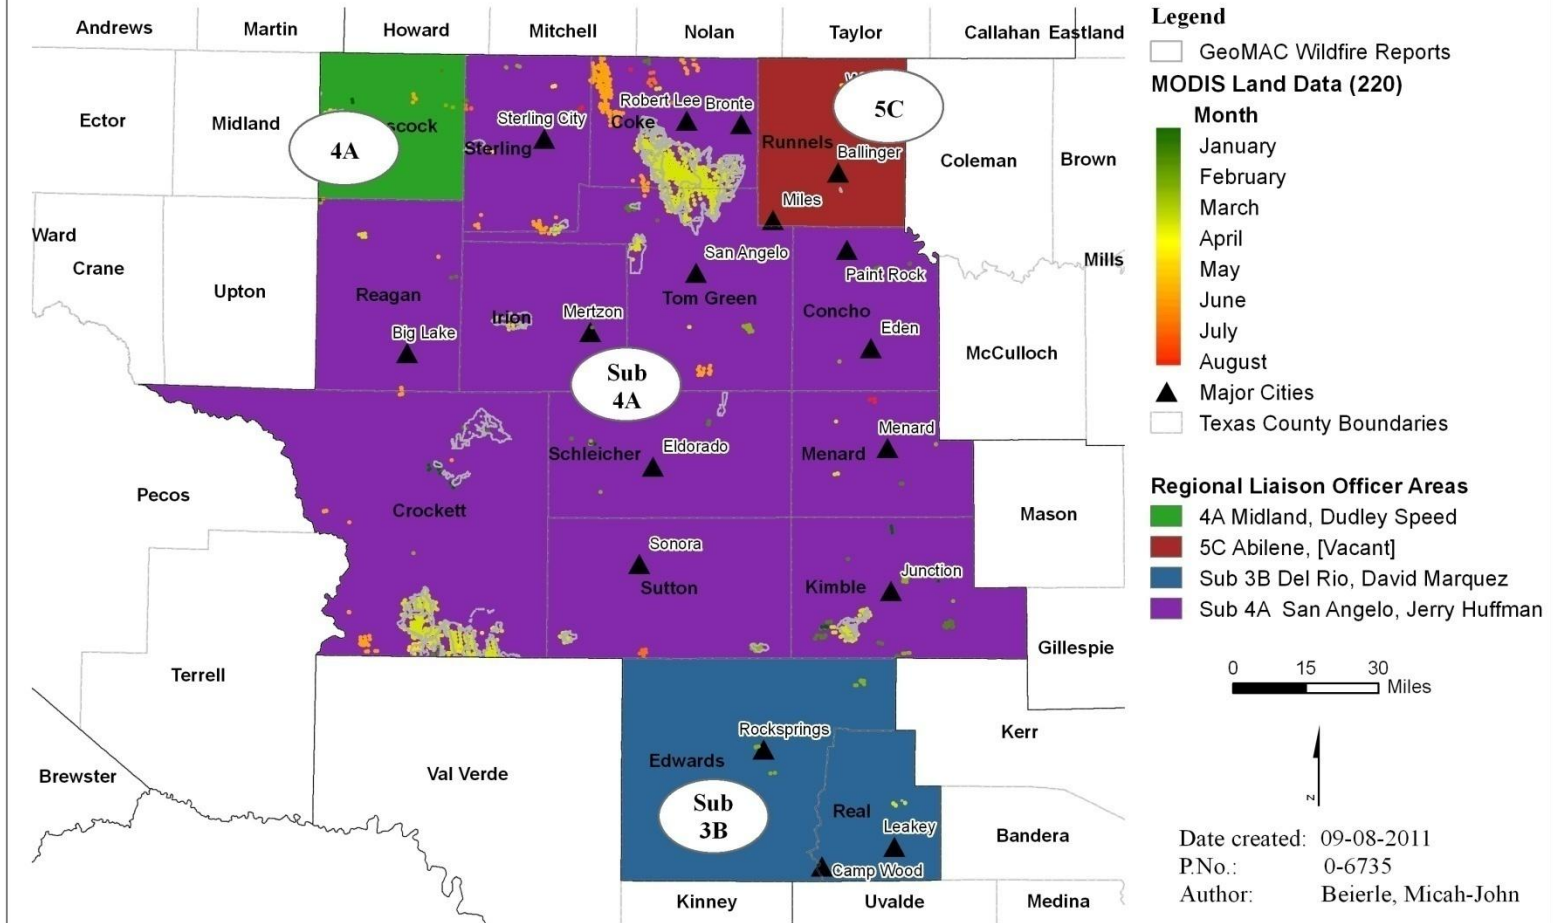 Andrews
Martin
Howard
Mitchell
Nolan
Taylor
Callahan
Eastland
Ector
Midland
scock
4A
Sterling
Sterling City
Coke
Robert Lee
Bronte
Runnels
5C
Ballinger
Miles
Coleman
Brown
Ward
Crane
Upton
Reagan
Big Lake
Irion
Mertzon
San Angelo
Tom Green
Paint Rock
Concho
Eden
McCulloch
Mills
Sub
4A
Pecos
Crockett
Schleicher
Eldorado
Menard
Menard
Mason
Sonora
Sutton
Kimble
Junction
Gillespie
Terrell
Brewster
Val Verde
Edwards
Rocksprings
Sub
3B
Real
Leakey
Camp Wood
Kerr
Bandera
Kinney
Uvalde
Medina
Legend
GeoMAC Wildfire Reports
MODIS Land Data (220)
Month
January
February
March
April
May
June
July
August
Major Cities
Texas County Boundaries
Regional Liaison Officer Areas
4A Midland, Dudley Speed
5C Abilene, [Vacant]
Sub 3B Del Rio, David Marquez
Sub 4A San Angelo, Jerry Huffman
0 15 30
Miles
N
Date created: 09-08-2011
P.No.: 0-6735
Author: Beierle, Micah-John